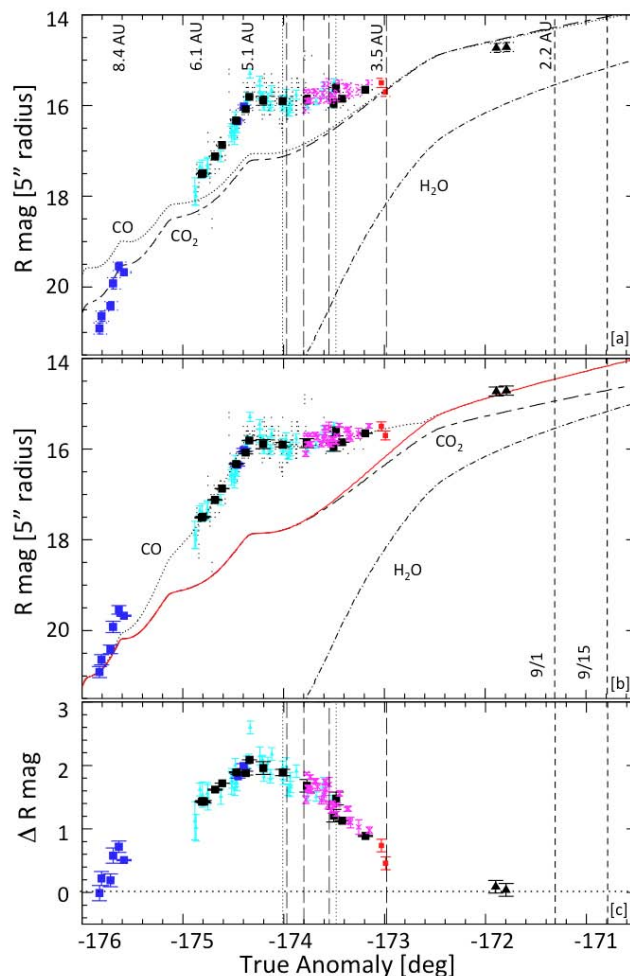 8.4 AU
6.1 AU
5.1 AU
3.5 AU
2.2 AU
14
16
18
20
R mag [5" radius]
CO
CO2
H2O
[a]
14
16
18
20
R mag [5" radius]
CO
CO2
H2O
9/1
9/15
[b]
3
2
1
0
Δ R mag
[c]
-176 -175 -174 -173 -172 -171
True Anomaly [deg]